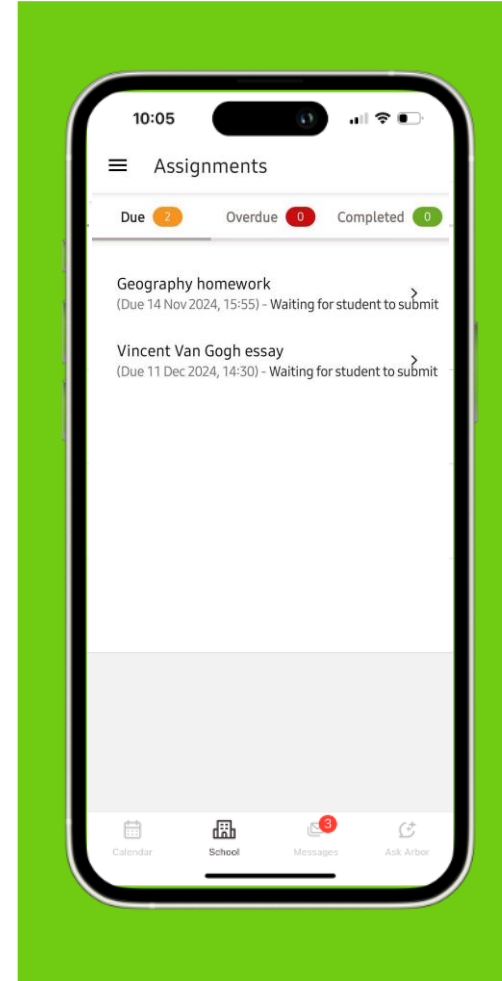 10:05
Assignments
Due 2 Overdue 0 Completed 0
Geography homework
(Due 14 Nov 2024, 15:55) - Waiting for student to submit
Vincent Van Gogh essay
(Due 11 Dec 2024, 14:30) - Waiting for student to submit
3
Calendar School Messages Ask Arbor